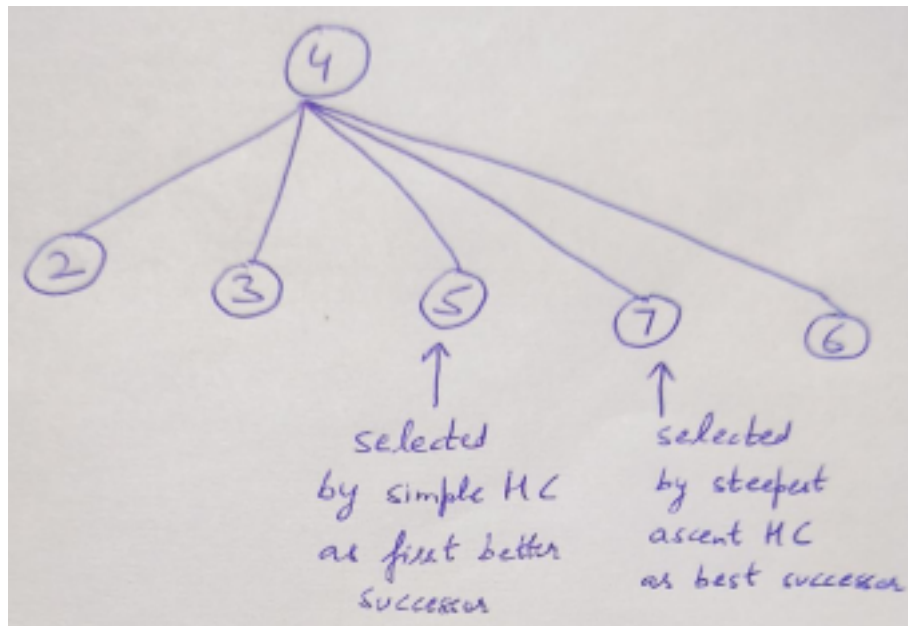 4
2
3
5
7
6
selected
by simple HC
as first better
successor
selected
by steepest
ascent HC
as best successor